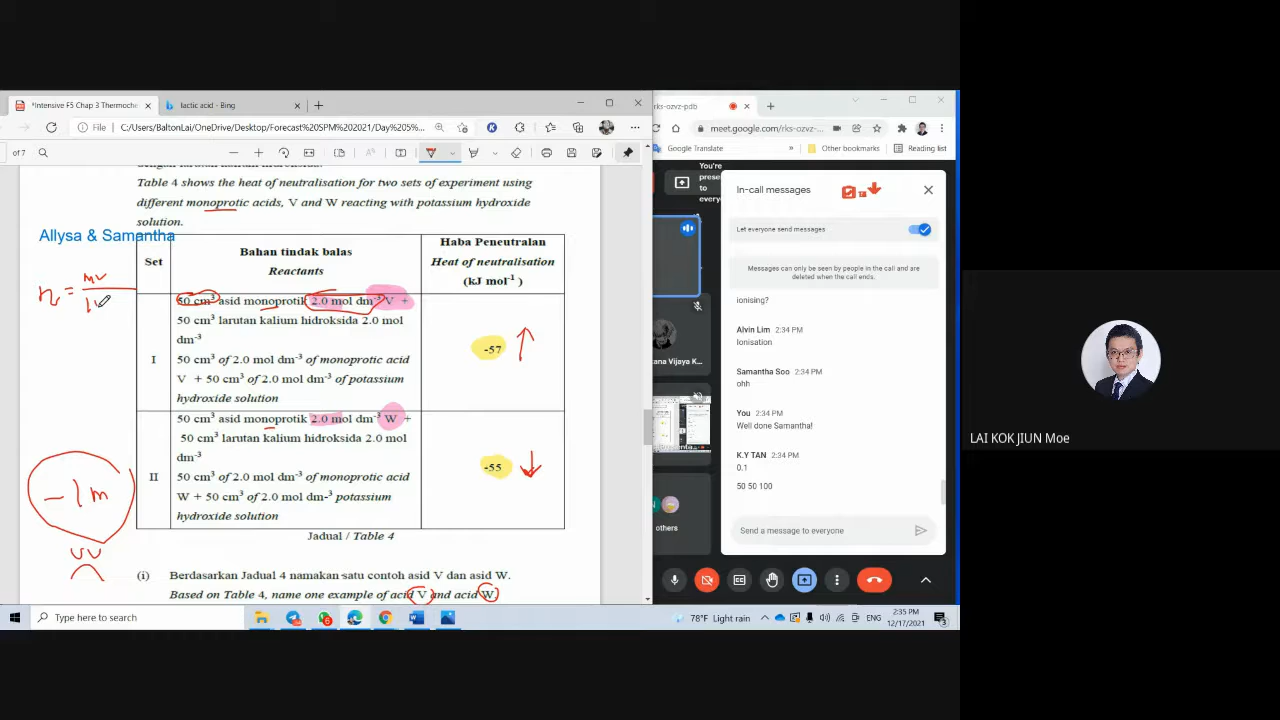 *Intensive F5 Chap 3 Thermoche
lactic acid - Bing
File
C:/Users/BaltonLai/OneDrive/Desktop/Forecast%20SPM%202021/Day%205%
of 7
Table 4 shows the heat of neutralisation for two sets of experiment using
different monoprotic acids, V and W reacting with potassium hydroxide
solution.
Allysa & Samantha
Set
Bahan tindak balas
Reactants
Haba Peneutralan
Heat of neutralisation
(kJ mol⁻¹)
n = MV
I
50 cm³ asid monoprotik 2.0 mol dm⁻³ V +
50 cm³ larutan kalium hidroksida 2.0 mol
dm⁻³
50 cm³ of 2.0 mol dm⁻³ of monoprotic acid
V + 50 cm³ of 2.0 mol dm⁻³ of potassium
hydroxide solution
-57
II
50 cm³ asid monoprotik 2.0 mol dm⁻³ W +
50 cm³ larutan kalium hidroksida 2.0 mol
dm⁻³
50 cm³ of 2.0 mol dm⁻³ of monoprotic acid
W + 50 cm³ of 2.0 mol dm-³ potassium
hydroxide solution
-55
-1m
Jadual / Table 4
(i) Berdasarkan Jadual 4 namakan satu contoh asid V dan asid W.
Based on Table 4, name one example of acid V and acid W.
rks-ozvz-pdb
meet.google.com/rks-ozvz-...
Google Translate
Other bookmarks
Reading list
You're
prese
to
every
In-call messages
Let everyone send messages
Messages can only be seen by people in the call and are
deleted when the call ends.
ionising?
Alvin Lim 2:34 PM
Ionisation
Samantha Soo 2:34 PM
ohh
You 2:34 PM
Well done Samantha!
K.Y TAN 2:34 PM
0.1
50 50 100
Send a message to everyone
ana Vijaya K...
others
LAI KOK JIUN Moe
Type here to search
78°F Light rain
ENG
2:35 PM
12/17/2021